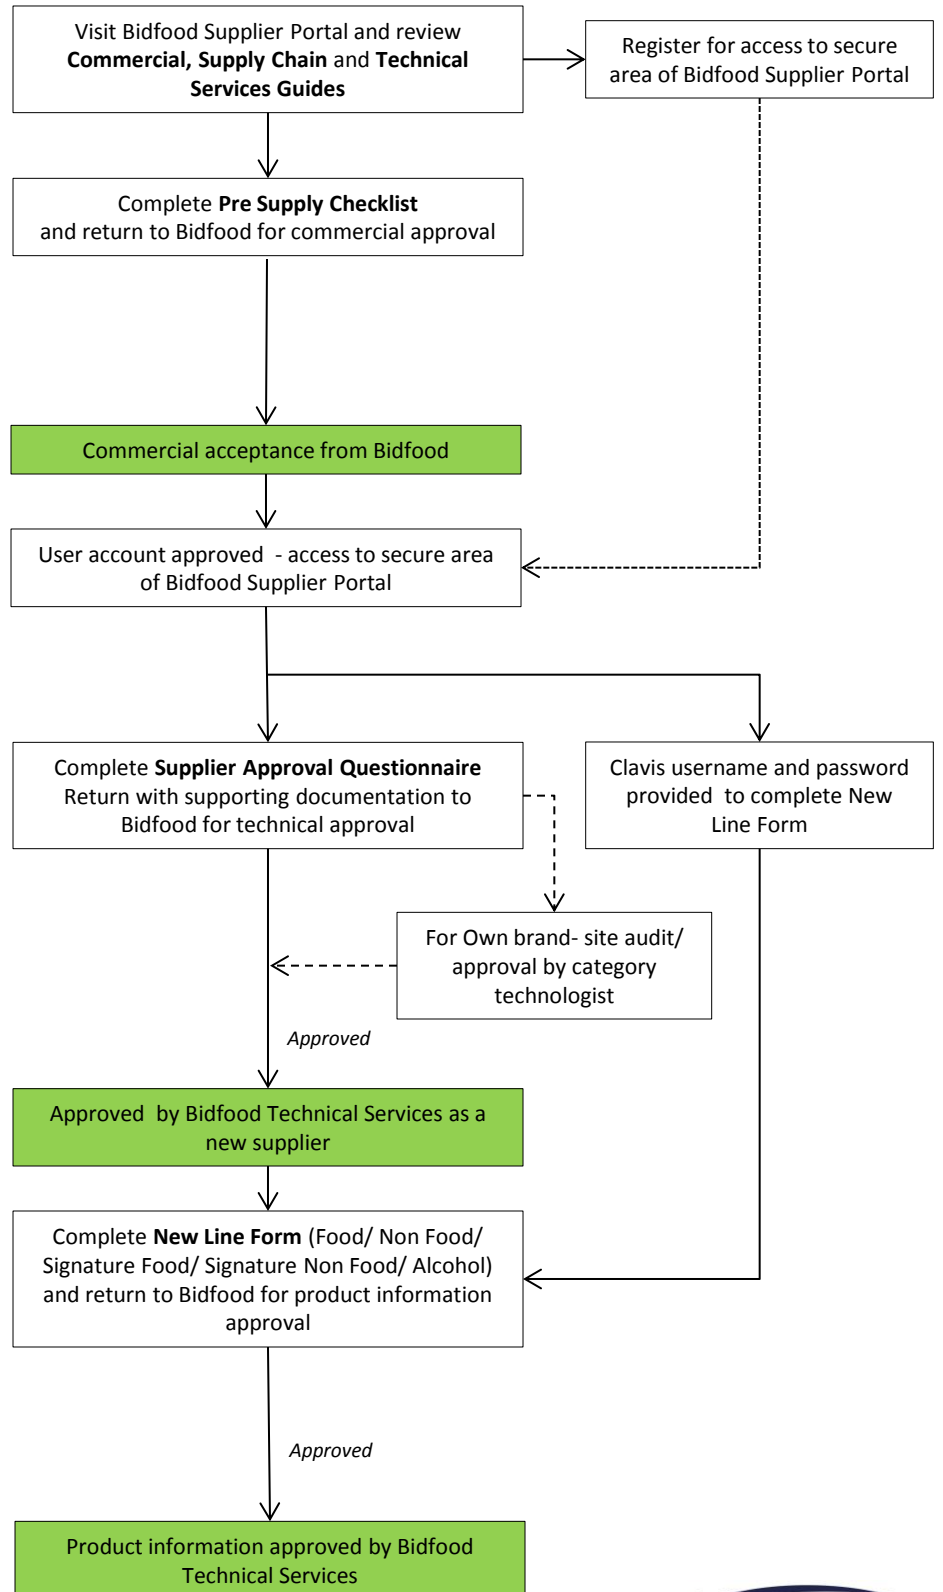 Visit Bidfood Supplier Portal and review
Commercial, Supply Chain and Technical
Services Guides
Register for access to secure
area of Bidfood Supplier Portal
Complete Pre Supply Checklist
and return to Bidfood for commercial approval
Commercial acceptance from Bidfood
User account approved - access to secure area
of Bidfood Supplier Portal
Complete Supplier Approval Questionnaire
Return with supporting documentation to
Bidfood for technical approval
Clavis username and password
provided to complete New
Line Form
For Own brand- site audit/
approval by category
technologist
Approved
Approved by Bidfood Technical Services as a
new supplier
Complete New Line Form (Food/ Non Food/
Signature Food/ Signature Non Food/ Alcohol)
and return to Bidfood for product information
approval
Approved
Product information approved by Bidfood
Technical Services